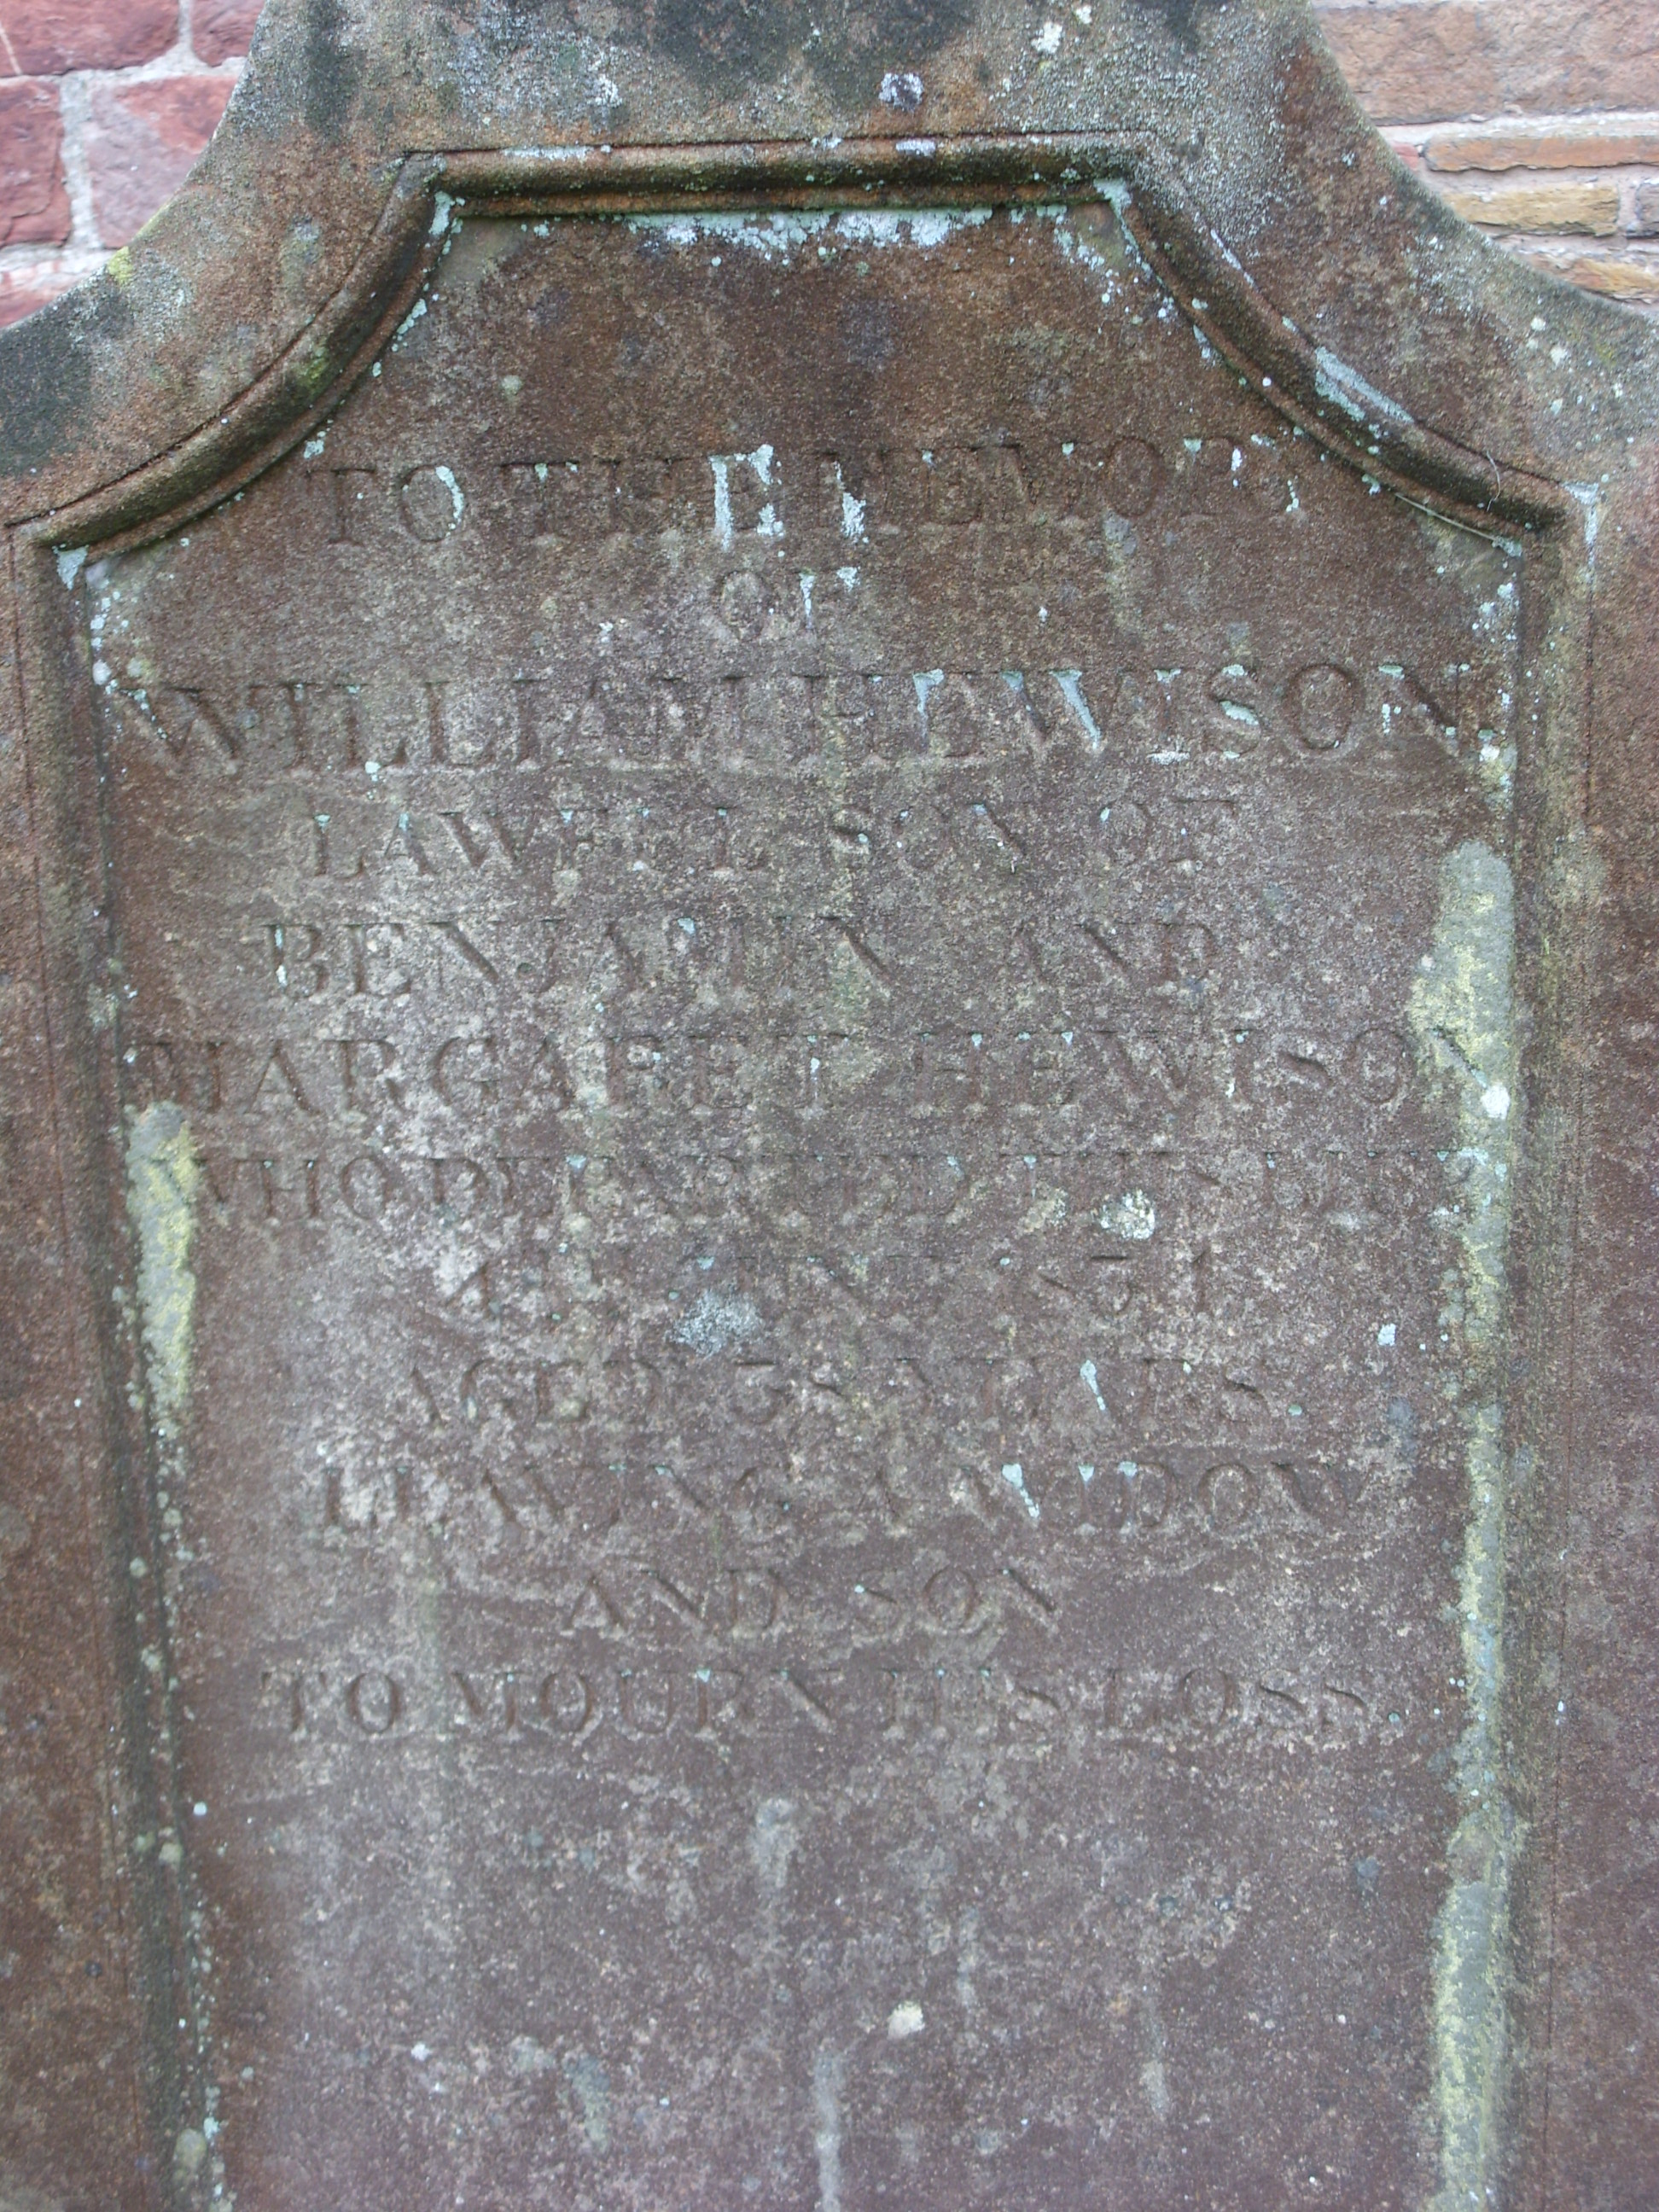 TO THE MEMORY
OF
WILLIAM HEWISON
LAWFUL SON OF
BENJAMIN AND
MARGARET HEWISON
WHO DEPARTED THIS LIFE
AGED YEARS
LEAVING A WIDOW
AND SON
TO MOURN HIS LOSS.